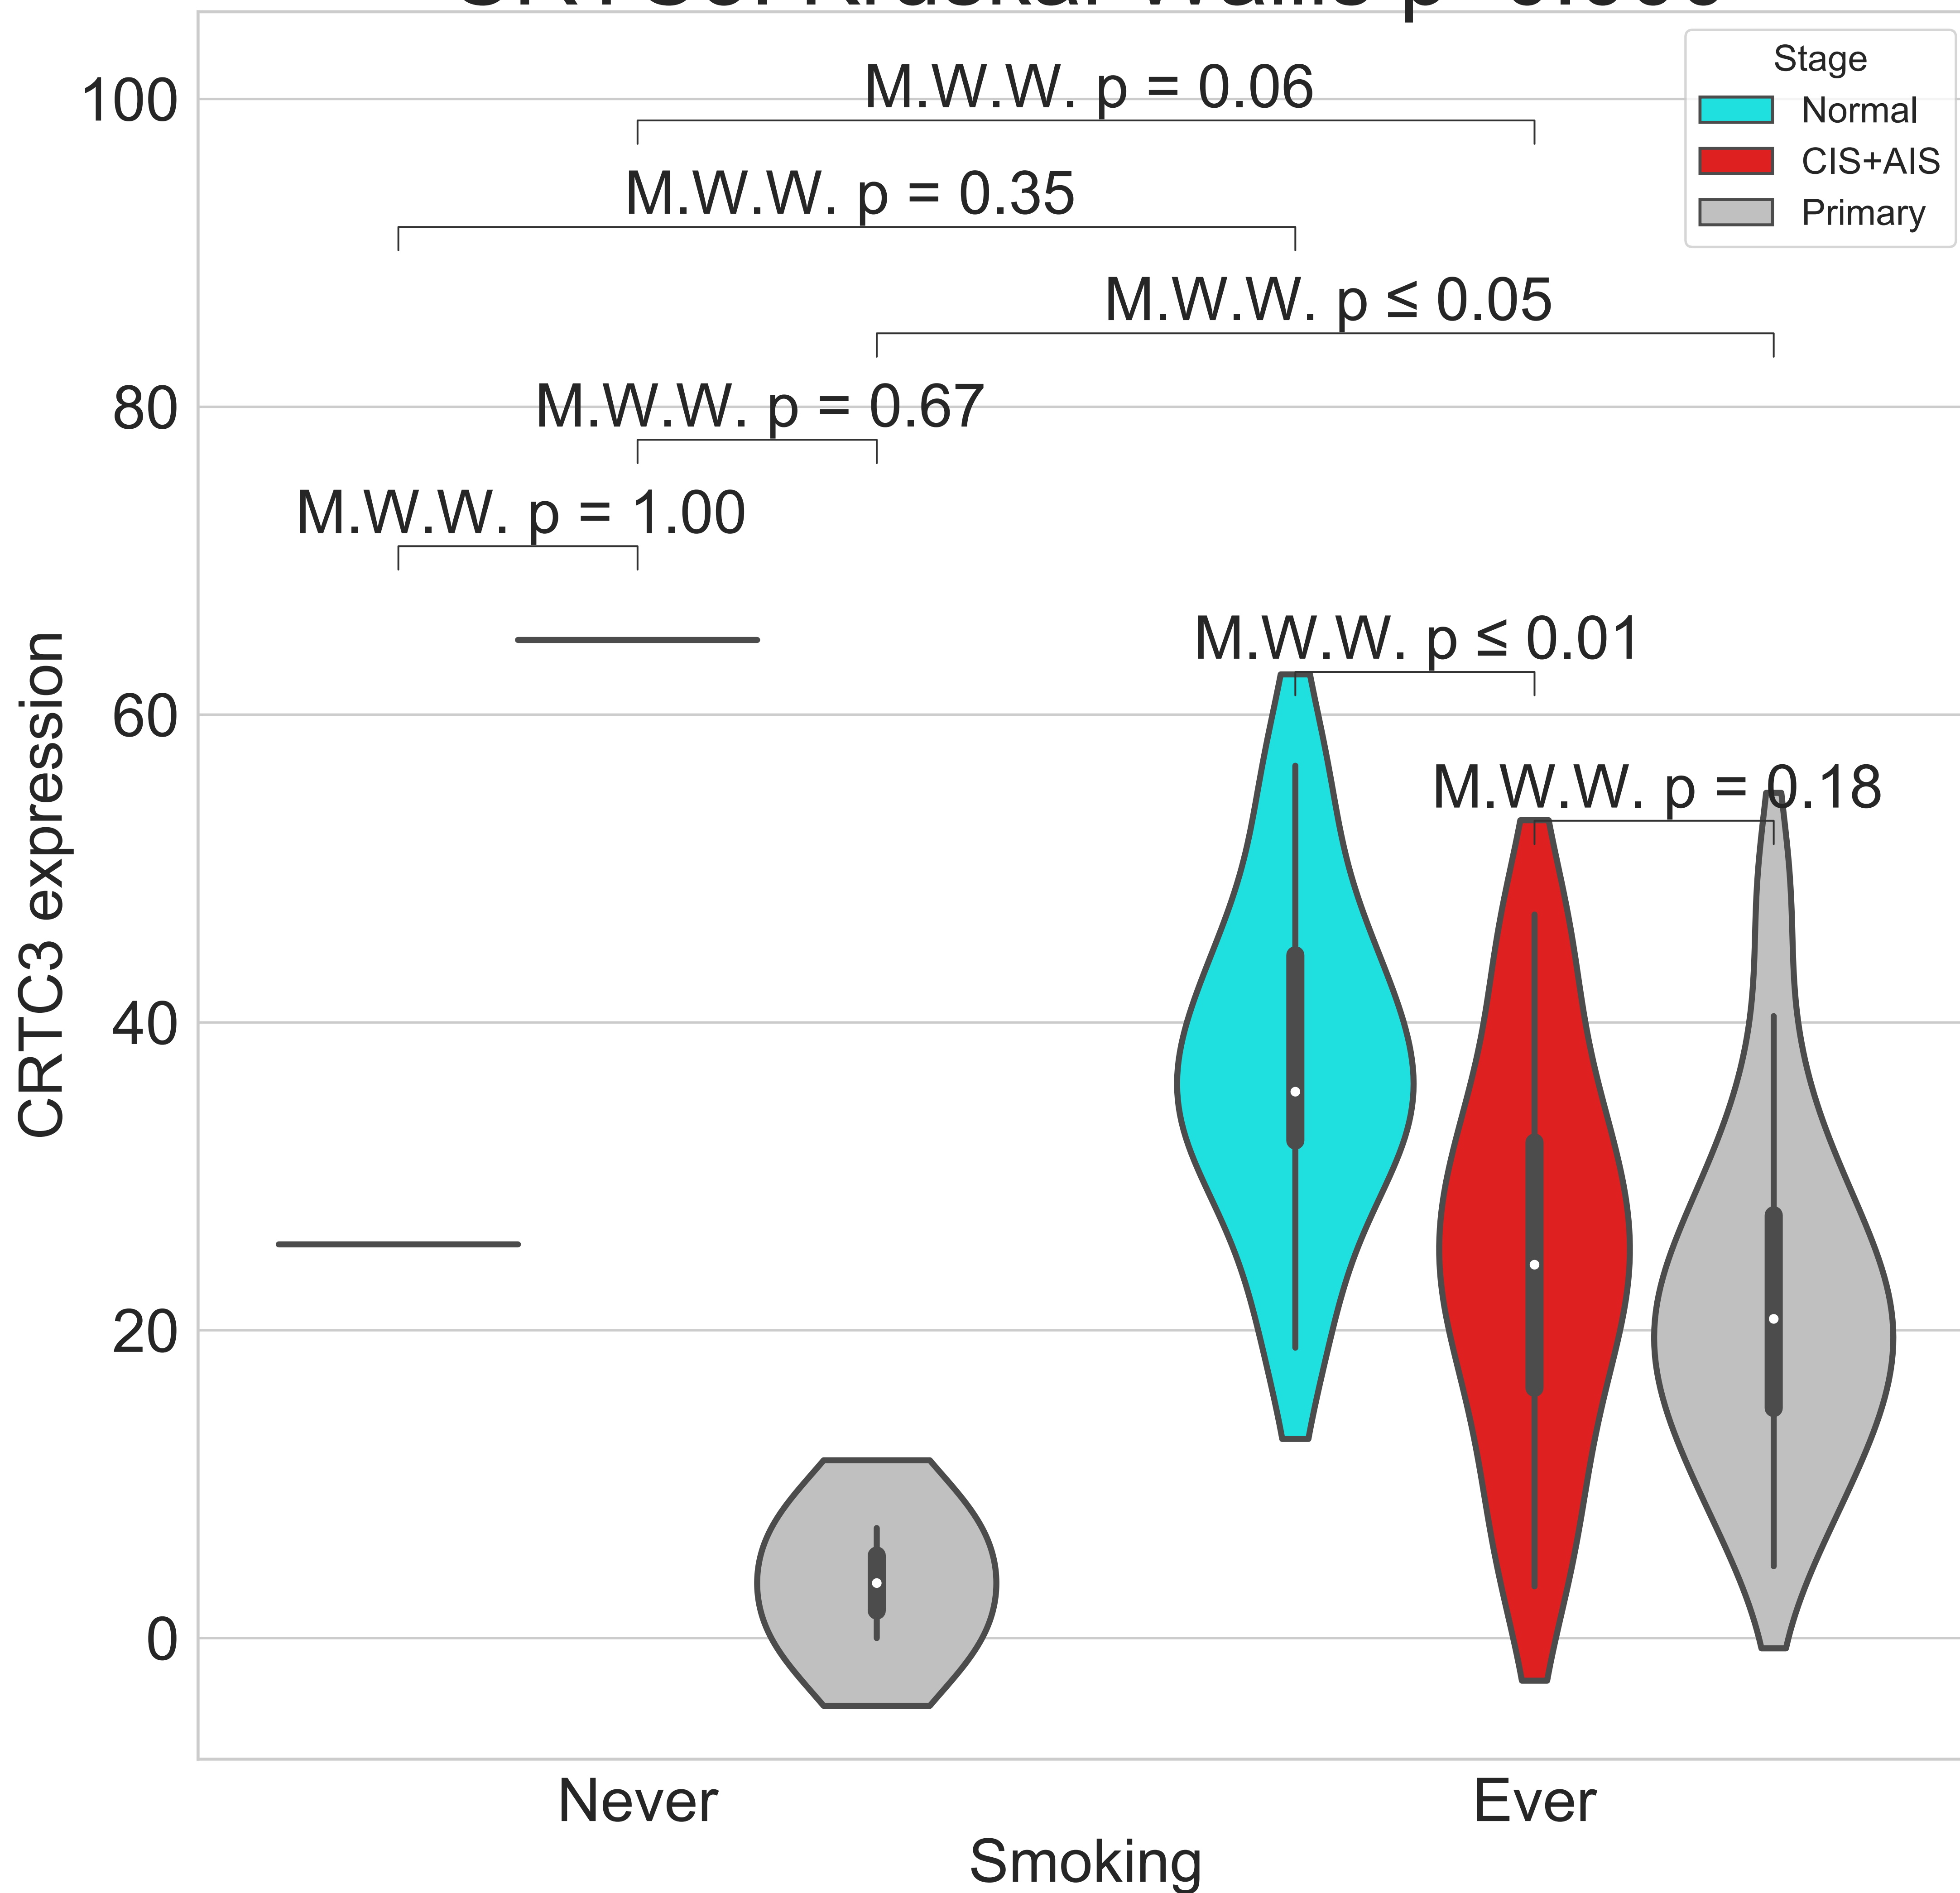 M.W.W. p = 0.06
M.W.W. p = 0.35
M.W.W. p ≤ 0.05
M.W.W. p = 0.67
M.W.W. p = 1.00
M.W.W. p ≤ 0.01
M.W.W. p = 0.18
Stage
Normal
CIS+AIS
Primary
CRTC3 expression
100
80
60
40
20
0
Never
Ever
Smoking